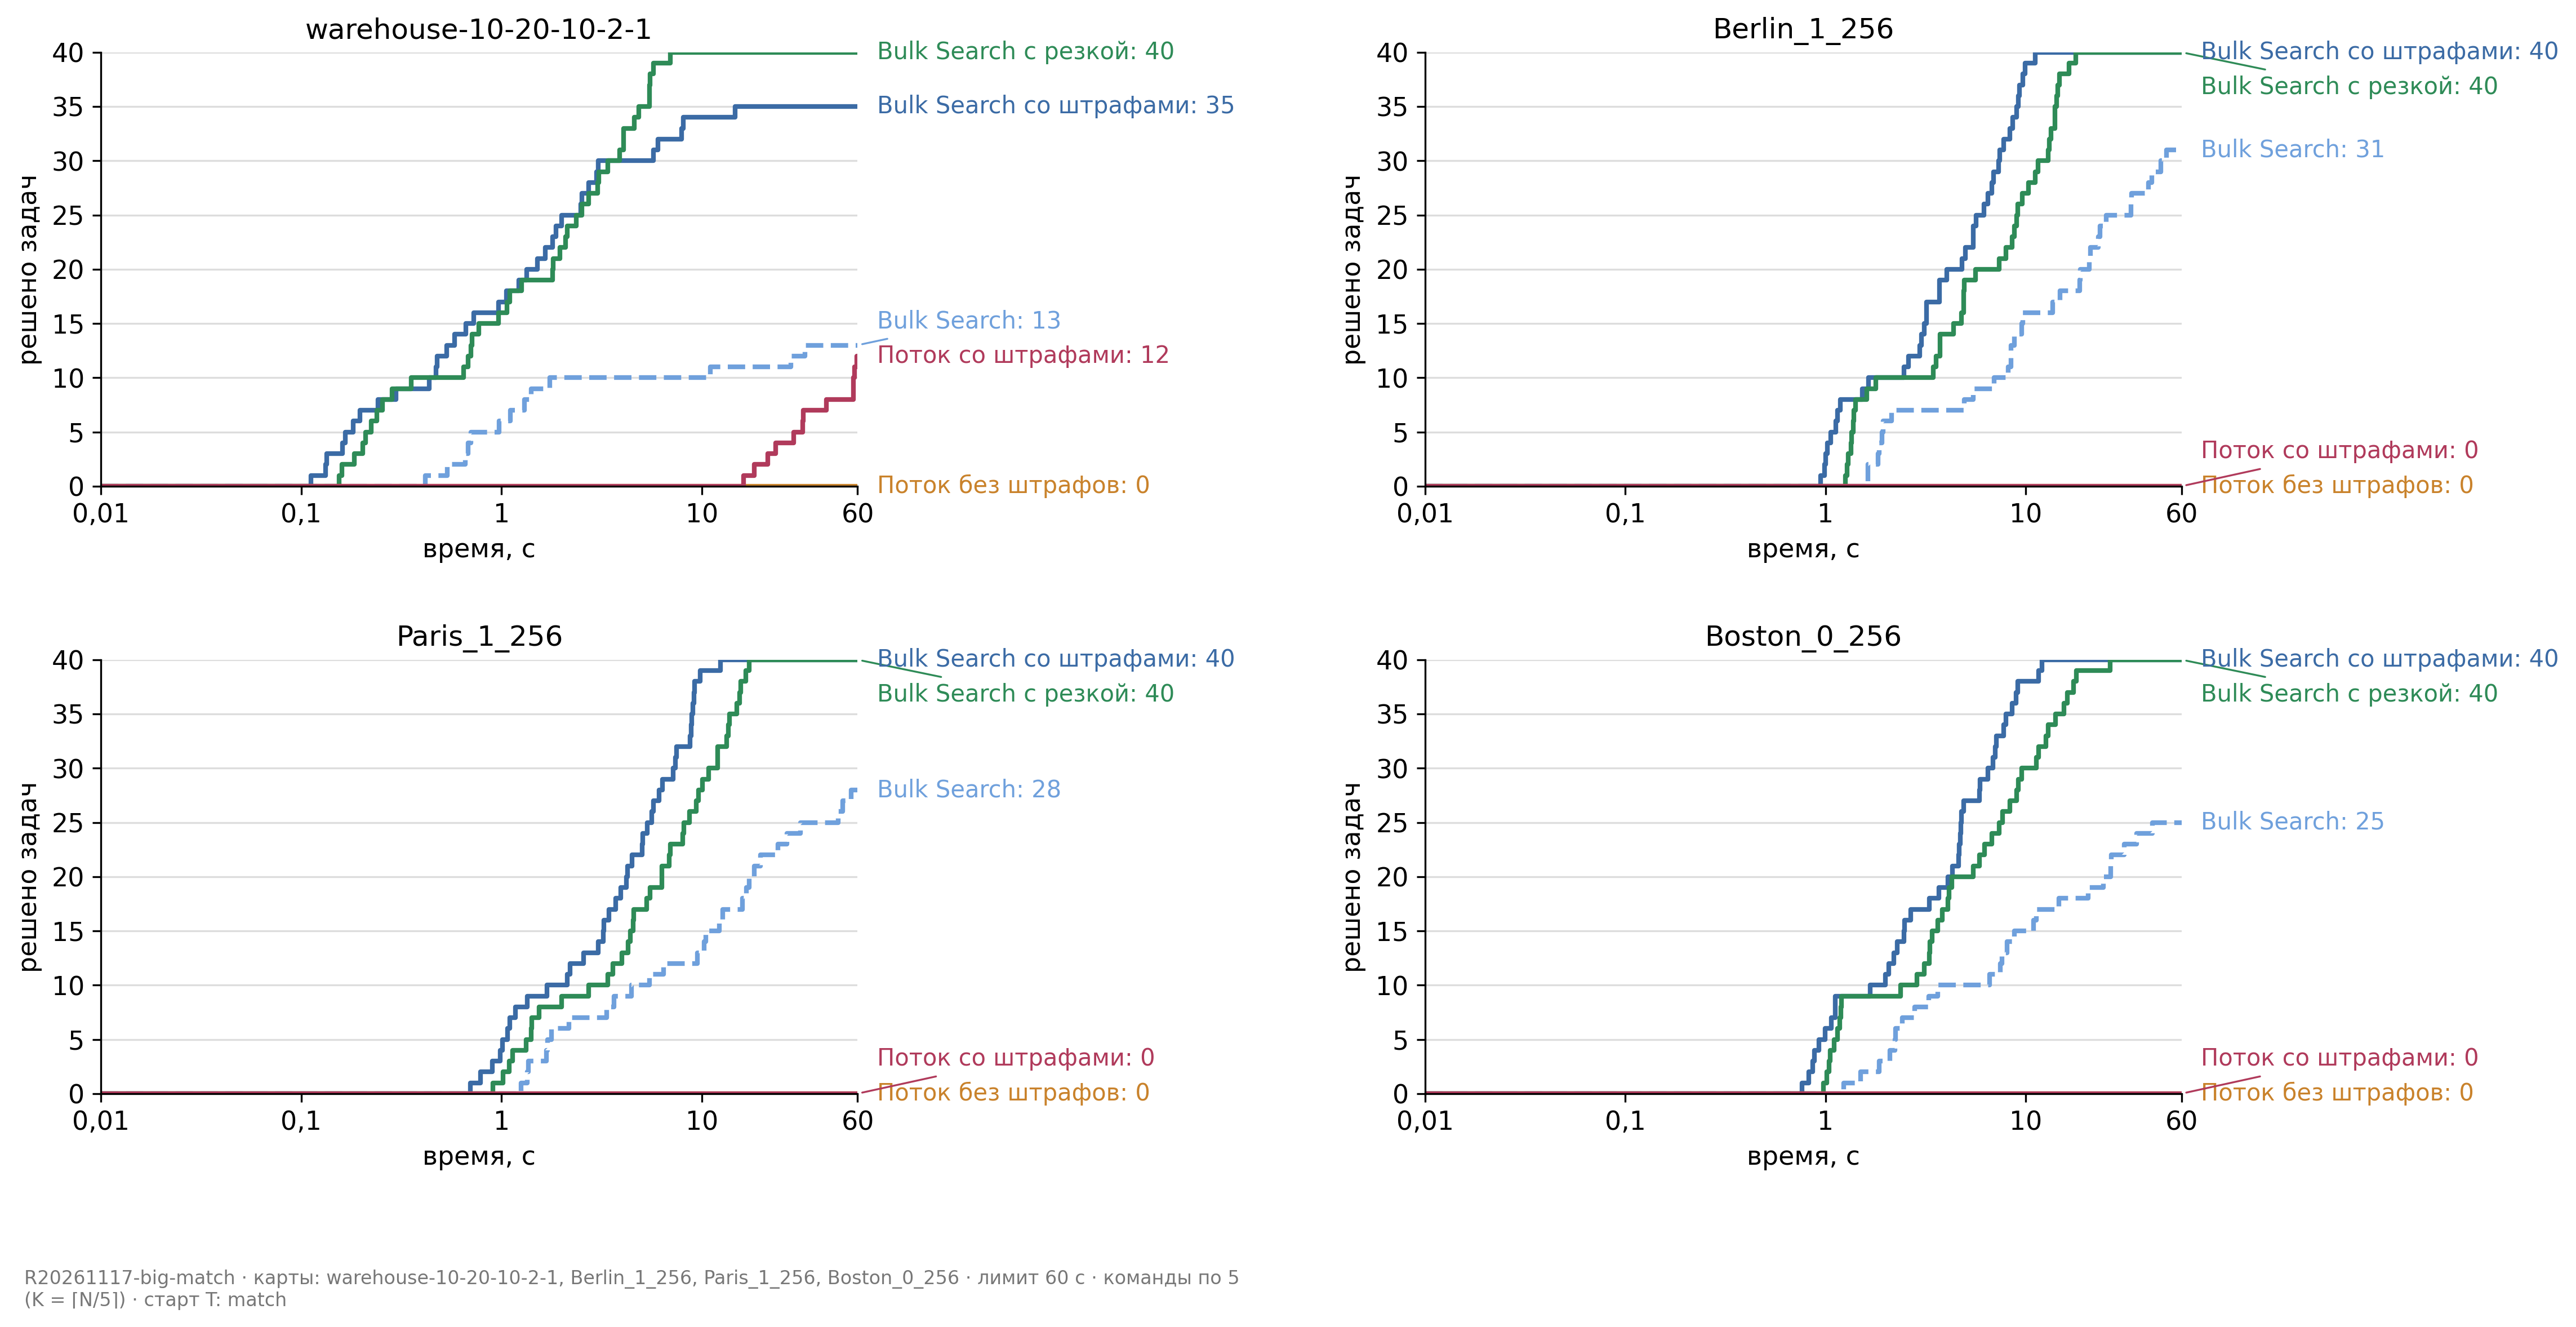 warehouse-10-20-10-2-1
решено задач
40
35
30
25
20
15
10
5
0
0,01
0,1
1
10
60
время, с
Bulk Search с резкой: 40
Bulk Search со штрафами: 35
Bulk Search: 13
Поток со штрафами: 12
Поток без штрафов: 0
Berlin_1_256
решено задач
40
35
30
25
20
15
10
5
0
0,01
0,1
1
10
60
время, с
Bulk Search со штрафами: 40
Bulk Search с резкой: 40
Bulk Search: 31
Поток со штрафами: 0
Поток без штрафов: 0
Paris_1_256
решено задач
40
35
30
25
20
15
10
5
0
0,01
0,1
1
10
60
время, с
Bulk Search со штрафами: 40
Bulk Search с резкой: 40
Bulk Search: 28
Поток со штрафами: 0
Поток без штрафов: 0
Boston_0_256
решено задач
40
35
30
25
20
15
10
5
0
0,01
0,1
1
10
60
время, с
Bulk Search со штрафами: 40
Bulk Search с резкой: 40
Bulk Search: 25
Поток со штрафами: 0
Поток без штрафов: 0
R20261117-big-match · карты: warehouse-10-20-10-2-1, Berlin_1_256, Paris_1_256, Boston_0_256 · лимит 60 с · команды по 5
(K = ⌈N/5⌉) · старт T: match